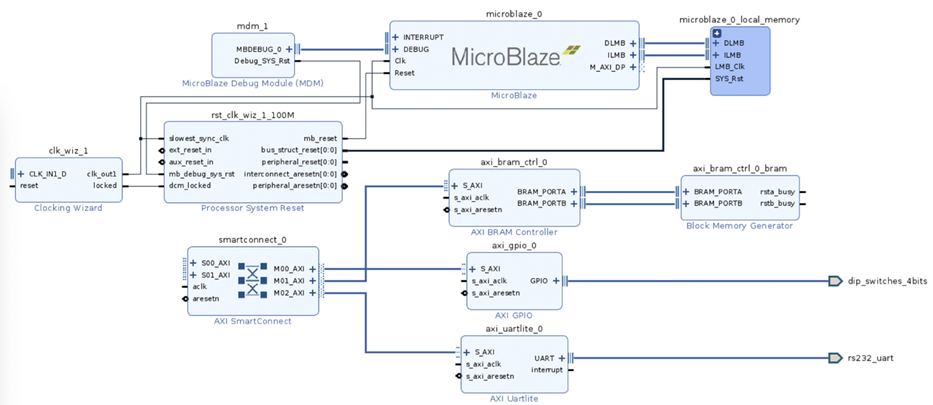 mdm_1
MBDEBUG_0
Debug_SYS_Rst
MicroBlaze Debug Module (MDM)
microblaze_0
INTERRUPT
DEBUG
Clk
Reset
MicroBlaze
DLMB
ILMB
M_AXI_DP
MicroBlaze
microblaze_0_local_memory
DLMB
ILMB
LMB_Clk
SYS_Rst
clk_wiz_1
CLK_IN1_D
reset
clk_out1
locked
Clocking Wizard
rst_clk_wiz_1_100M
slowest_sync_clk
ext_reset_in
aux_reset_in
mb_debug_sys_rst
dcm_locked
mb_reset
bus_struct_reset[0:0]
peripheral_reset[0:0]
interconnect_aresetn[0:0]
peripheral_aresetn[0:0]
Processor System Reset
axi_bram_ctrl_0
S_AXI
s_axi_aclk
s_axi_aresetn
BRAM_PORTA
BRAM_PORTB
AXI BRAM Controller
axi_bram_ctrl_0_bram
BRAM_PORTA
BRAM_PORTB
rsta_busy
rstb_busy
Block Memory Generator
smartconnect_0
S00_AXI
S01_AXI
aclk
aresetn
M00_AXI
M01_AXI
M02_AXI
AXI SmartConnect
axi_gpio_0
S_AXI
s_axi_aclk
s_axi_aresetn
GPIO
AXI GPIO
dip_switches_4bits
axi_uartlite_0
S_AXI
s_axi_aclk
s_axi_aresetn
UART
interrupt
AXI Uartlite
rs232_uart